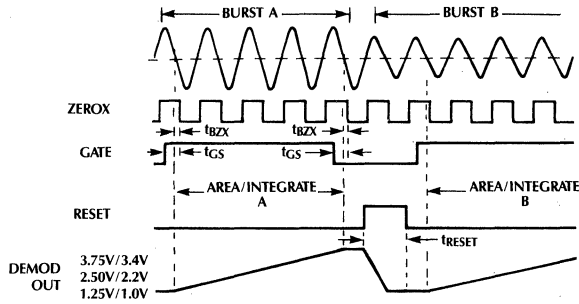 BURST A BURST B
ZEROX
tBZX tBZX
GATE tGS tGS
AREA/INTEGRATE A AREA/INTEGRATE B
RESET
tRESET
DEMOD OUT
3.75V/3.4V
2.50V/2.2V
1.25V/1.0V